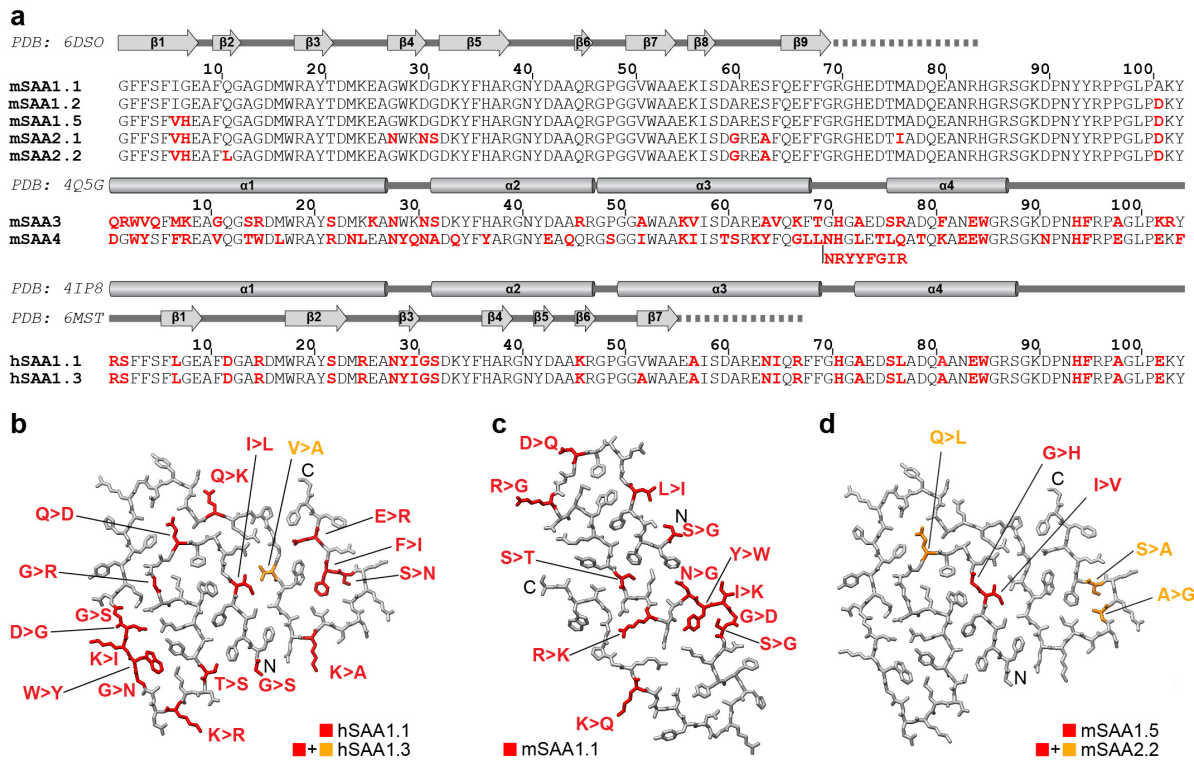 a
PDB: 6DSO β1 β2 β3 β4 β5 β6 β7 β8 β9
10 20 30 40 50 60 70 80 90 100
mSAA1.1 GFFSFIGEAFQGAGDMWRAYTDMKEAGWKDGDKYFHARGNYDAAQRGPGGVWAAEKISDARESFQEFFGRGHEDTMADQEANRHGRSGKDPNYYRPPGLPAKY
mSAA1.2 GFFSFIGEAFQGAGDMWRAYTDMKEAGWKDGDKYFHARGNYDAAQRGPGGVWAAEKISDARESFQEFFGRGHEDTMADQEANRHGRSGKDPNYYRPPGLPDKY
mSAA1.5 GFFSFVHEAFQGAGDMWRAYTDMKEAGWKDGDKYFHARGNYDAAQRGPGGVWAAEKISDARESFQEFFGRGHEDTMADQEANRHGRSGKDPNYYRPPGLPDKY
mSAA2.1 GFFSFVHEAFQGAGDMWRAYTDMKEANWKNSDKYFHARGNYDAAQRGPGGVWAAEKISDGREAFQEFFGRGHEDTIADQEANRHGRSGKDPNYYRPPGLPDKY
mSAA2.2 GFFSFVHEAFLGAGDMWRAYTDMKEAGWKDGDKYFHARGNYDAAQRGPGGVWAAEKISDGREAFQEFFGRGHEDTMADQEANRHGRSGKDPNYYRPPGLPDKY
PDB: 4Q5G α1 α2 α3 α4
10 20 30 40 50 60 70 80 90 100
mSAA3 QRWVQFMKEAGQGSRDMWRAYSDMKKANWKNSDKYFHARGNYDAARRGPGGAWAAKVISDAREAVQKFTGHGAEDSRADQFANEWGRSGKDPNHFRPAGLPKRY
mSAA4 DGWYSFFREAVQGTWDLWRAYRDNLEANYQNADQYFYARGNYEAQQRGSGGIWAAKIISTSRKYFQGLLNHGLETLQATQKAEEWGRSGKNPNHFRPEGLPEKF
NRYYFGIR
PDB: 4IP8 α1 α2 α3 α4
PDB: 6MST β1 β2 β3 β4 β5 β6 β7
10 20 30 40 50 60 70 80 90 100
hSAA1.1 RSFFSFLGEAFDGARDMWRAYSDMREANYIGSDKYFHARGNYDAAKRGPGGVWAAEAISDARENIQRFFGHGAEDSLADQAANEWGRSGKDPNHFRPAGLPEKY
hSAA1.3 RSFFSFLGEAFDGARDMWRAYSDMREANYIGSDKYFHARGNYDAAKRGPGGAWAAEAISDARENIQRFFGHGAEDSLADQAANEWGRSGKDPNHFRPAGLPEKY
b
I>L
V>A
C
Q>K
Q>D
E>R
F>I
G>R
S>N
G>S
D>G
K>I
N
K>A
W>Y
G>N
T>S
G>S
K>R
hSAA1.1
+ hSAA1.3
c
D>Q
R>G
L>I
N
S>G
S>T
Y>W
N>G
C
I>K
G>D
R>K
S>G
K>Q
mSAA1.1
d
Q>L
G>H
C
I>V
S>A
A>G
N
mSAA1.5
+ mSAA2.2